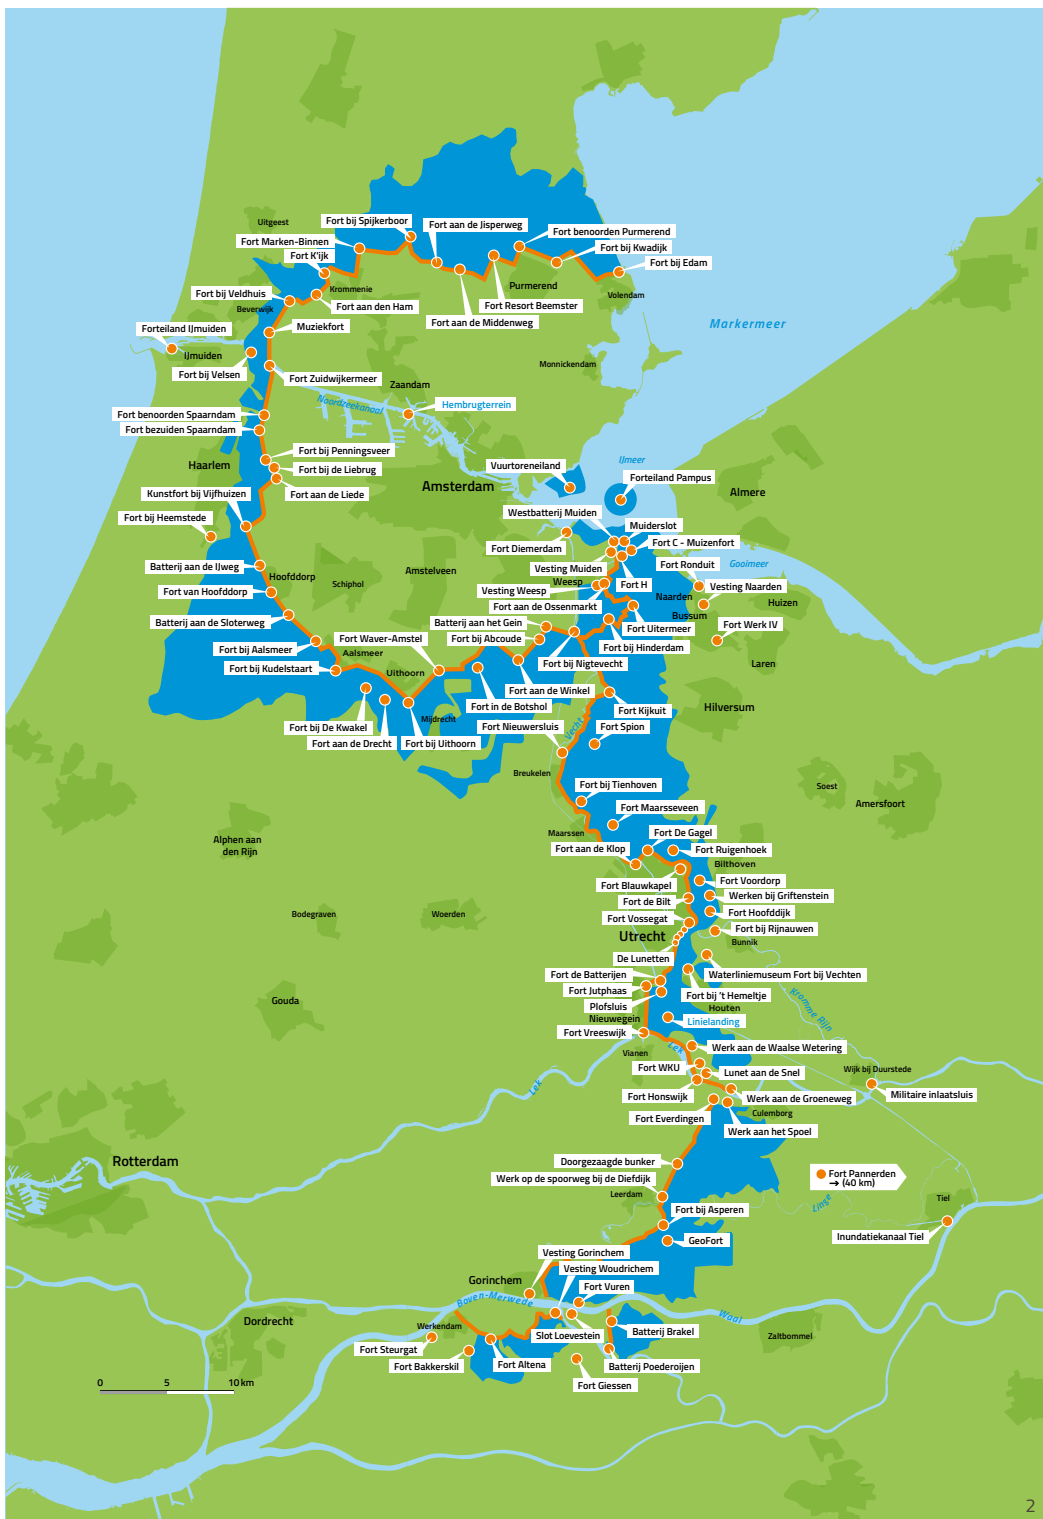 Uitgeest
Fort bij Spijkerboor
Fort aan de Jisperweg
Fort benoorden Purmerend
Fort Marken-Binnen
Fort bij Kwadijk
Fort K'ijk
Fort bij Edam
Krommenie
Purmerend
Fort bij Veldhuis
Volendam
Fort aan den Ham
Fort Resort Beemster
Beverwijk
Fort aan de Middenweg
Markermeer
Forteiland IJmuiden
Muziekfort
IJmuiden
Monnickendam
Fort bij Velsen
Fort Zuidwijkermeer
Zaandam
Noordzeekanaal
Hembrugterrein
Fort benoorden Spaarndam
Fort bezuiden Spaarndam
Fort bij Penningsveer
IJmeer
Haarlem
Fort bij de Liebrug
Vuurtoreneiland
Forteiland Pampus
Amsterdam
Kunstfort bij Vijfhuizen
Fort aan de Liede
Almere
Westbatterij Muiden
Fort bij Heemstede
Muiderslot
Fort Diemerdam
Fort C - Muizenfort
Batterij aan de IJweg
Vesting Muiden
Fort Ronduit
Gooimeer
Hoofddorp
Schiphol
Amstelveen
Weesp
Fort H
Vesting Naarden
Fort van Hoofddorp
Vesting Weesp
Naarden
Huizen
Fort aan de Ossenmarkt
Bussum
Batterij aan de Sloterweg
Batterij aan het Gein
Fort Uitermeer
Fort Werk IV
Fort Waver-Amstel
Fort bij Abcoude
Fort bij Hinderdam
Fort bij Aalsmeer
Aalsmeer
Fort bij Nigtevecht
Laren
Fort bij Kudelstaart
Uithoorn
Fort aan de Winkel
Fort in de Botshol
Fort Kijkuit
Hilversum
Mijdrecht
Fort bij De Kwakel
Fort Nieuwersluis
Vecht
Fort Spion
Fort aan de Drecht
Fort bij Uithoorn
Breukelen
Fort bij Tienhoven
Soest
Amersfoort
Fort Maarsseveen
Maarssen
Fort De Gagel
Alphen aan
den Rijn
Fort aan de Klop
Fort Ruigenhoek
Bilthoven
Fort Blauwkapel
Fort Voordorp
Fort de Bilt
Werken bij Griftenstein
Bodegraven
Woerden
Fort Vossegat
Fort Hoofddijk
Fort bij Rijnauwen
Utrecht
Bunnik
De Lunetten
Fort de Batterijen
Waterliniemuseum Fort bij Vechten
Fort Jutphaas
Fort bij 't Hemeltje
Kromme Rijn
Gouda
Plofsluis
Houten
Nieuwegein
Linielanding
Fort Vreeswijk
Lek
Werk aan de Waalse Wetering
Vianen
Fort WKU
Lunet aan de Snel
Wijk bij Duurstede
Lek
Fort Honswijk
Werk aan de Groeneweg
Militaire inlaatsluis
Fort Everdingen
Culemborg
Werk aan het Spoel
Rotterdam
Doorgezaagde bunker
Fort Pannerden
→ (40 km)
Werk op de spoorweg bij de Diefdijk
Leerdam
Linge
Tiel
Fort bij Asperen
Inundatiekanaal Tiel
GeoFort
Vesting Gorinchem
Vesting Woudrichem
Gorinchem
Fort Vuren
Boven-Merwede
Waal
Dordrecht
Werkendam
Slot Loevestein
Batterij Brakel
Zaltbommel
Fort Steurgat
Fort Bakkerskil
Fort Altena
Batterij Poederoijen
Fort Giessen
0 5 10 km
2